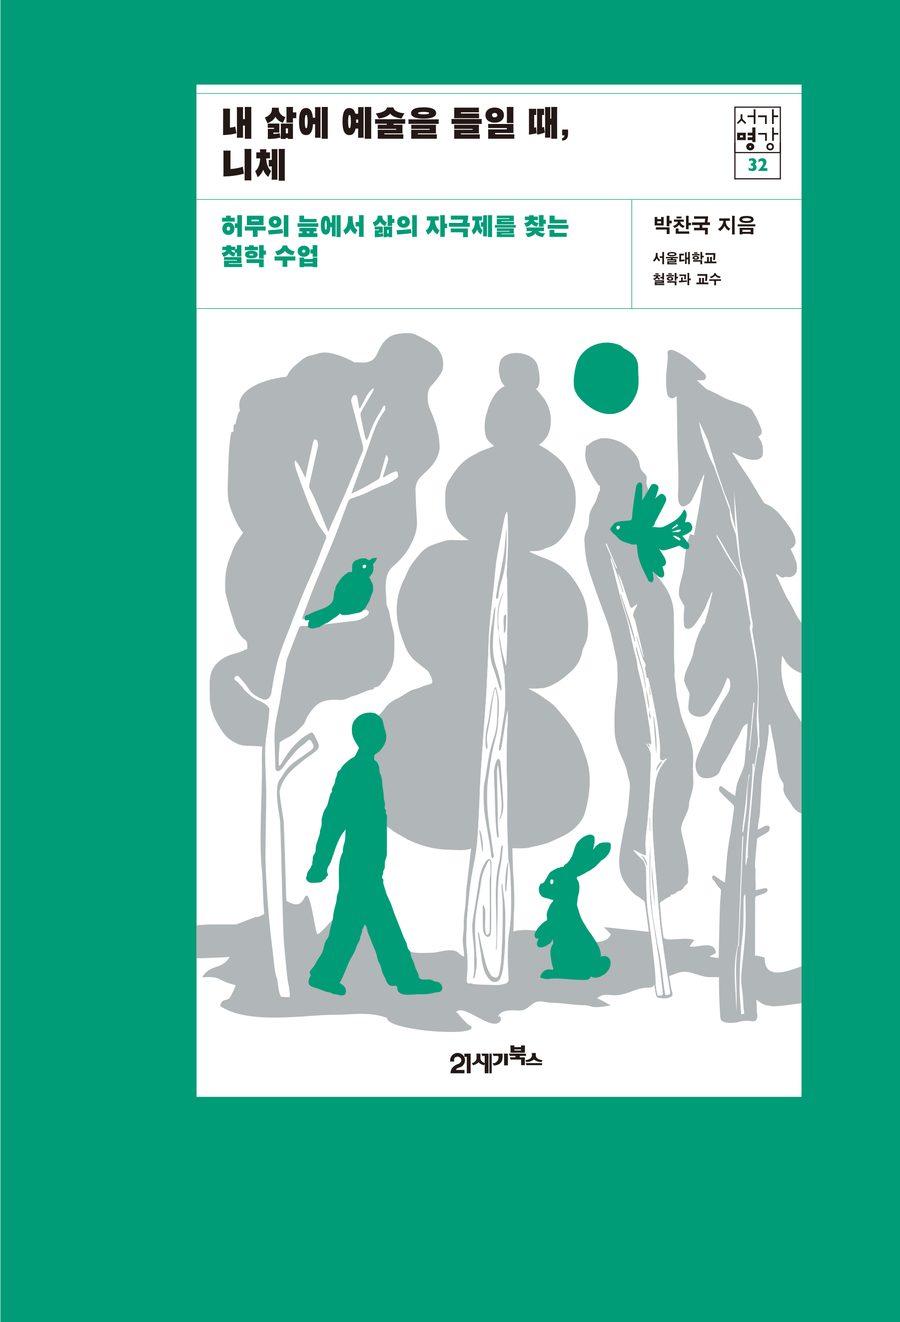 내 삶에 예술을 들일 때,
니체
서가
명강
32
허무의 늪에서 삶의 자극제를 찾는
철학 수업
박찬국 지음
서울대학교
철학과 교수
21세기북스